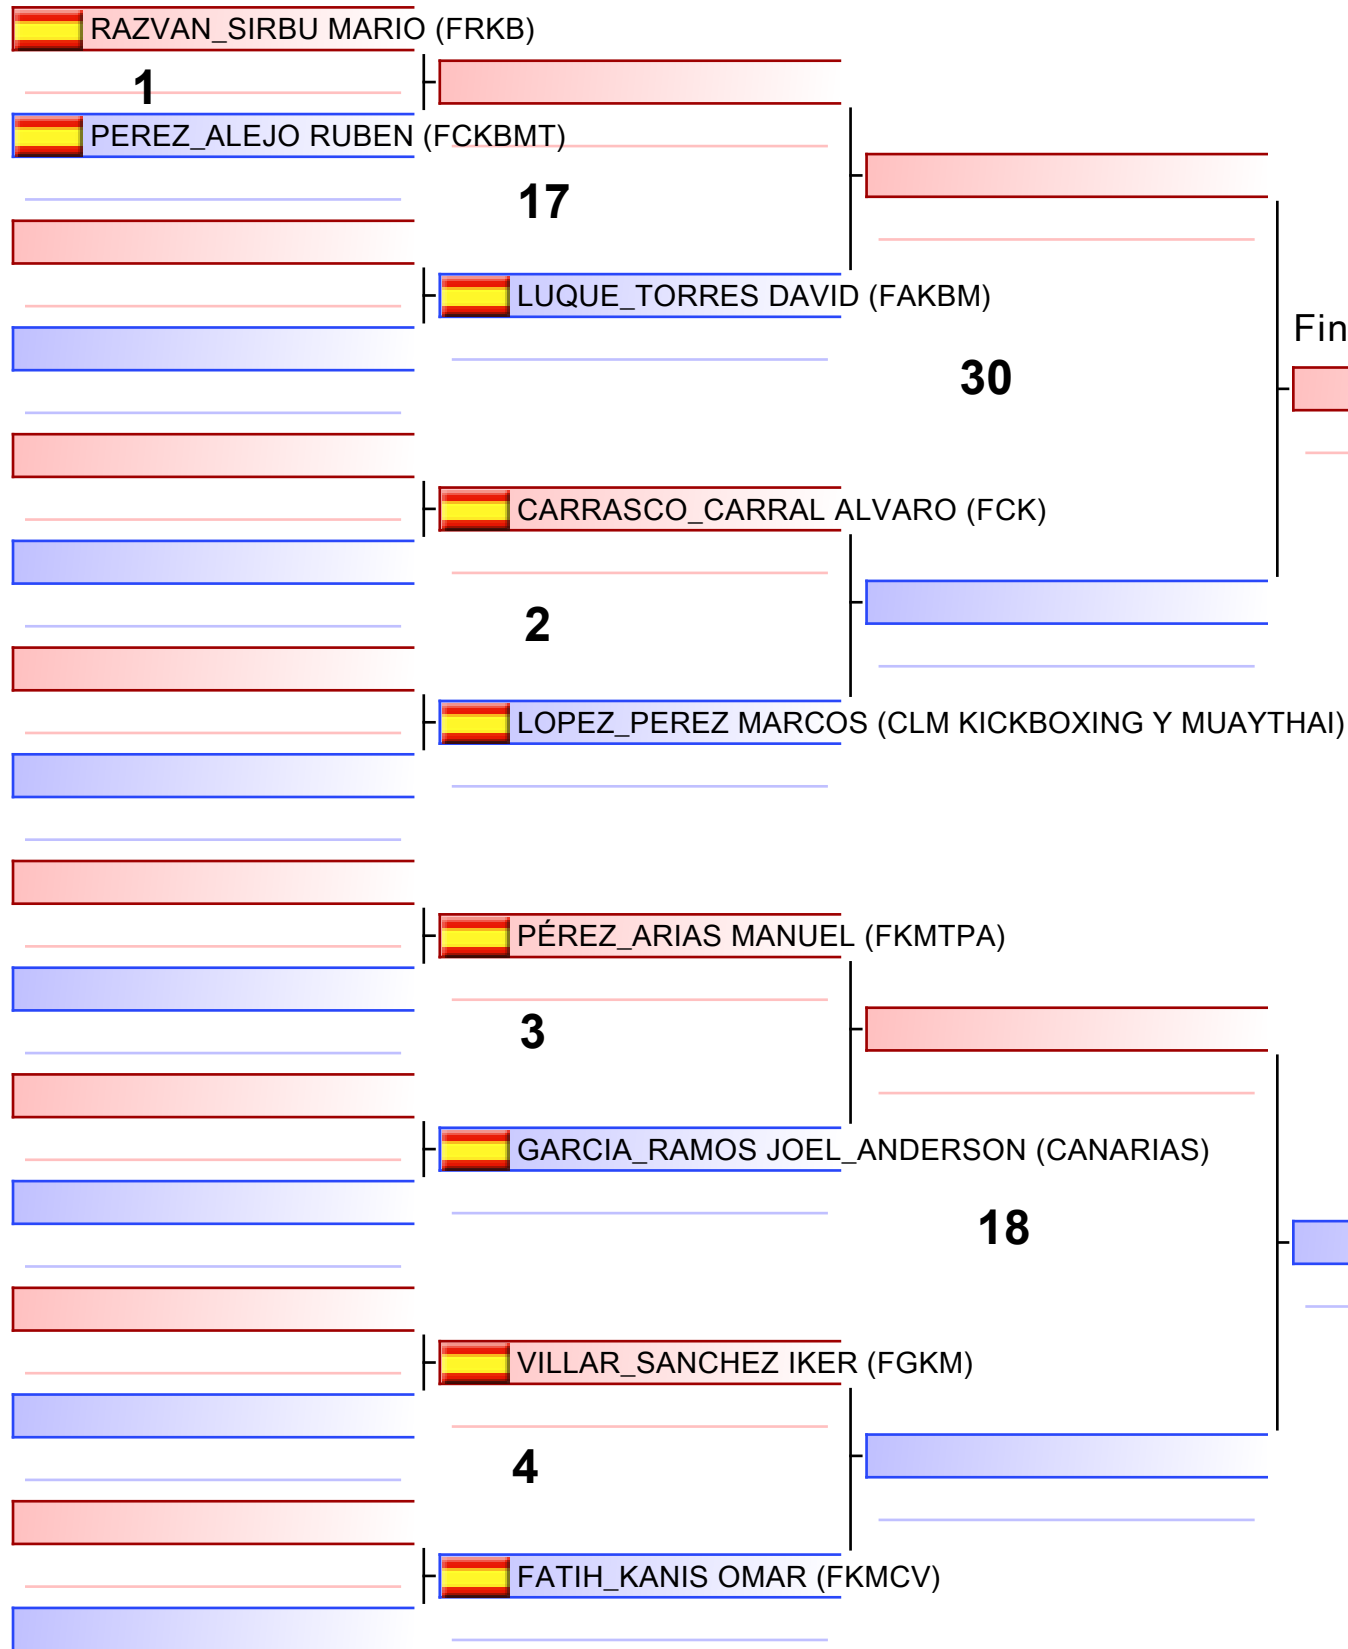 RAZVAN_SIRBU MARIO (FRKB)
1
PEREZ_ALEJO RUBEN (FCKBMT)
17
LUQUE_TORRES DAVID (FAKBM)
Fin
30
CARRASCO_CARRAL ALVARO (FCK)
2
LOPEZ_PEREZ MARCOS (CLM KICKBOXING Y MUAYTHAI)
PÉREZ_ARIAS MANUEL (FKMTPA)
3
GARCIA_RAMOS JOEL_ANDERSON (CANARIAS)
18
VILLAR_SANCHEZ IKER (FGKM)
4
FATIH_KANIS OMAR (FKMCV)